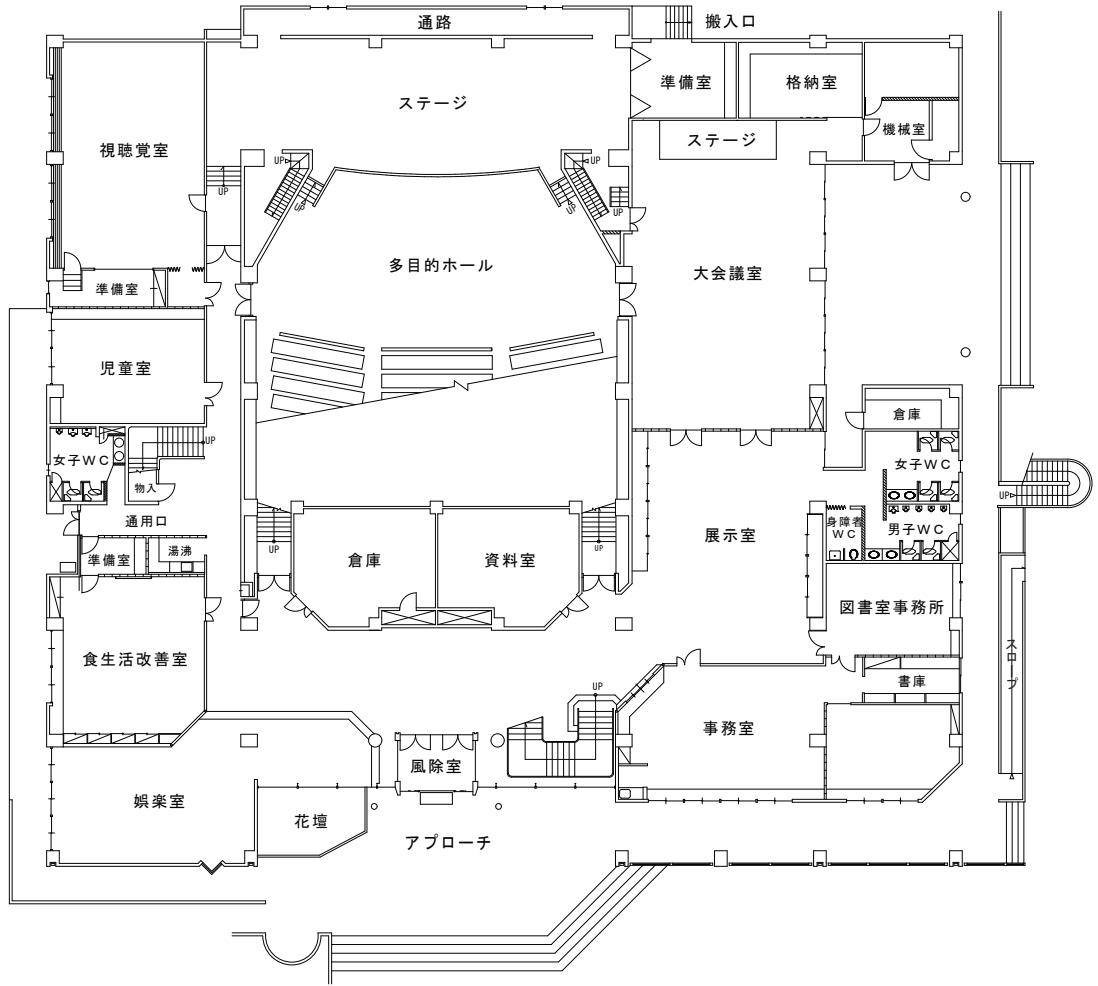 通路
搬入口
ステージ
準備室
格納室
機械室
ステージ
視聴覚室
UP
UP
UP
UP
UP
UP
UP
多目的ホール
大会議室
準備室
児童室
倉庫
女子WC
UP
物入
女子WC
UP
通用口
身障者
WC
男子WC
展示室
準備室
湯沸
UP
倉庫
資料室
UP
図書室事務所
食生活改善室
スロープ
書庫
UP
事務室
風除室
娯楽室
花壇
アプローチ